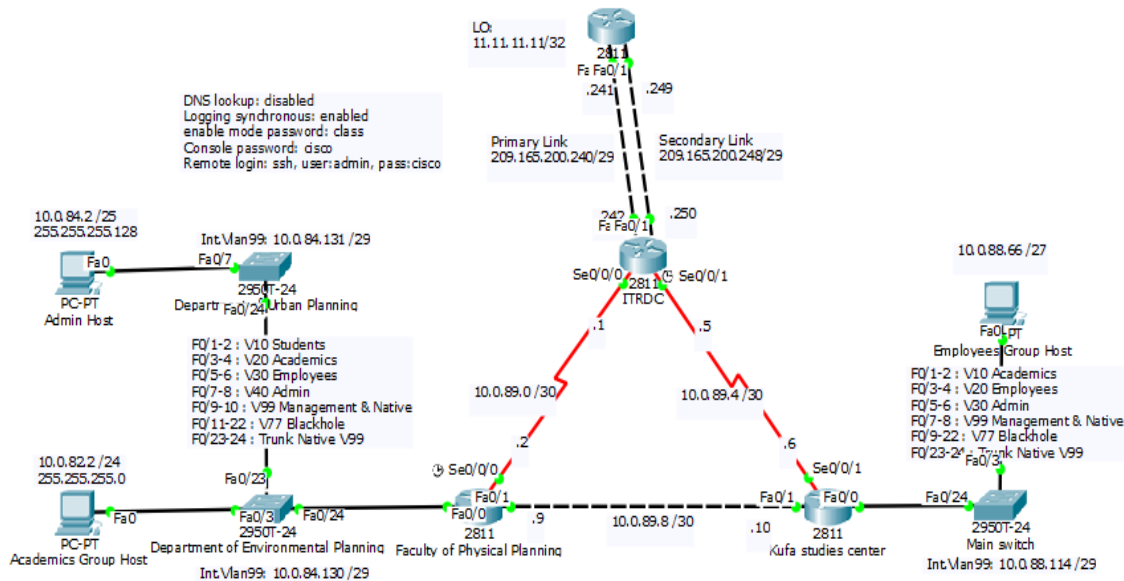 LO:
11.11.11.11/32
2811
Fa Fa0/1
.241
.249
DNS lookup: disabled
Logging synchronous: enabled
enable mode password: class
Console password: cisco
Remote login: ssh, user:admin, pass:cisco
Primary Link
209.165.200.240/29
Secondary Link
209.165.200.248/29
.242
.250
Fa Fa0/1
10.0.84.2 /25
255.255.255.128
Int.Vlan99: 10.0.84.131 /29
Fa0
Fa0/7
PC-PT
Admin Host
2950T-24
Urban Planning
Fa0/24
Se0/0/0
Se0/0/1
2811
ITRDC
.1
.5
10.0.88.66 /27
Fa0
-PT
Employees Group Host
F0/1-2 : V10 Students
F0/3-4 : V20 Academics
F0/5-6 : V30 Employees
F0/7-8 : V40 Admin
F0/9-10 : V99 Management & Native
F0/11-22 : V77 Blackhole
F0/23-24 : Trunk Native V99
F0/1-2 : V10 Academics
F0/3-4 : V20 Employees
F0/5-6 : V30 Admin
F0/7-8 : V99 Management & Native
F0/9-22 : V77 Blackhole
F0/23-24 : Trunk Native V99
10.0.89.0 /30
10.0.89.4 /30
.2
.6
10.0.82.2 /24
255.255.255.0
Fa0/23
Se0/0/0
Se0/0/1
Fa0/3
Fa0
Fa0/3
Fa0/24
Fa0/1
Fa0/0
.9
10.0.89.8 /30
.10
Fa0/1
Fa0/0
Fa0/24
PC-PT
Academics Group Host
2950T-24
Department of Environmental Planning
2811
Faculty of Physical Planning
2811
Kufa studies center
2950T-24
Main switch
Int.Vlan99: 10.0.84.130 /29
Int.Vlan99: 10.0.88.114 /29